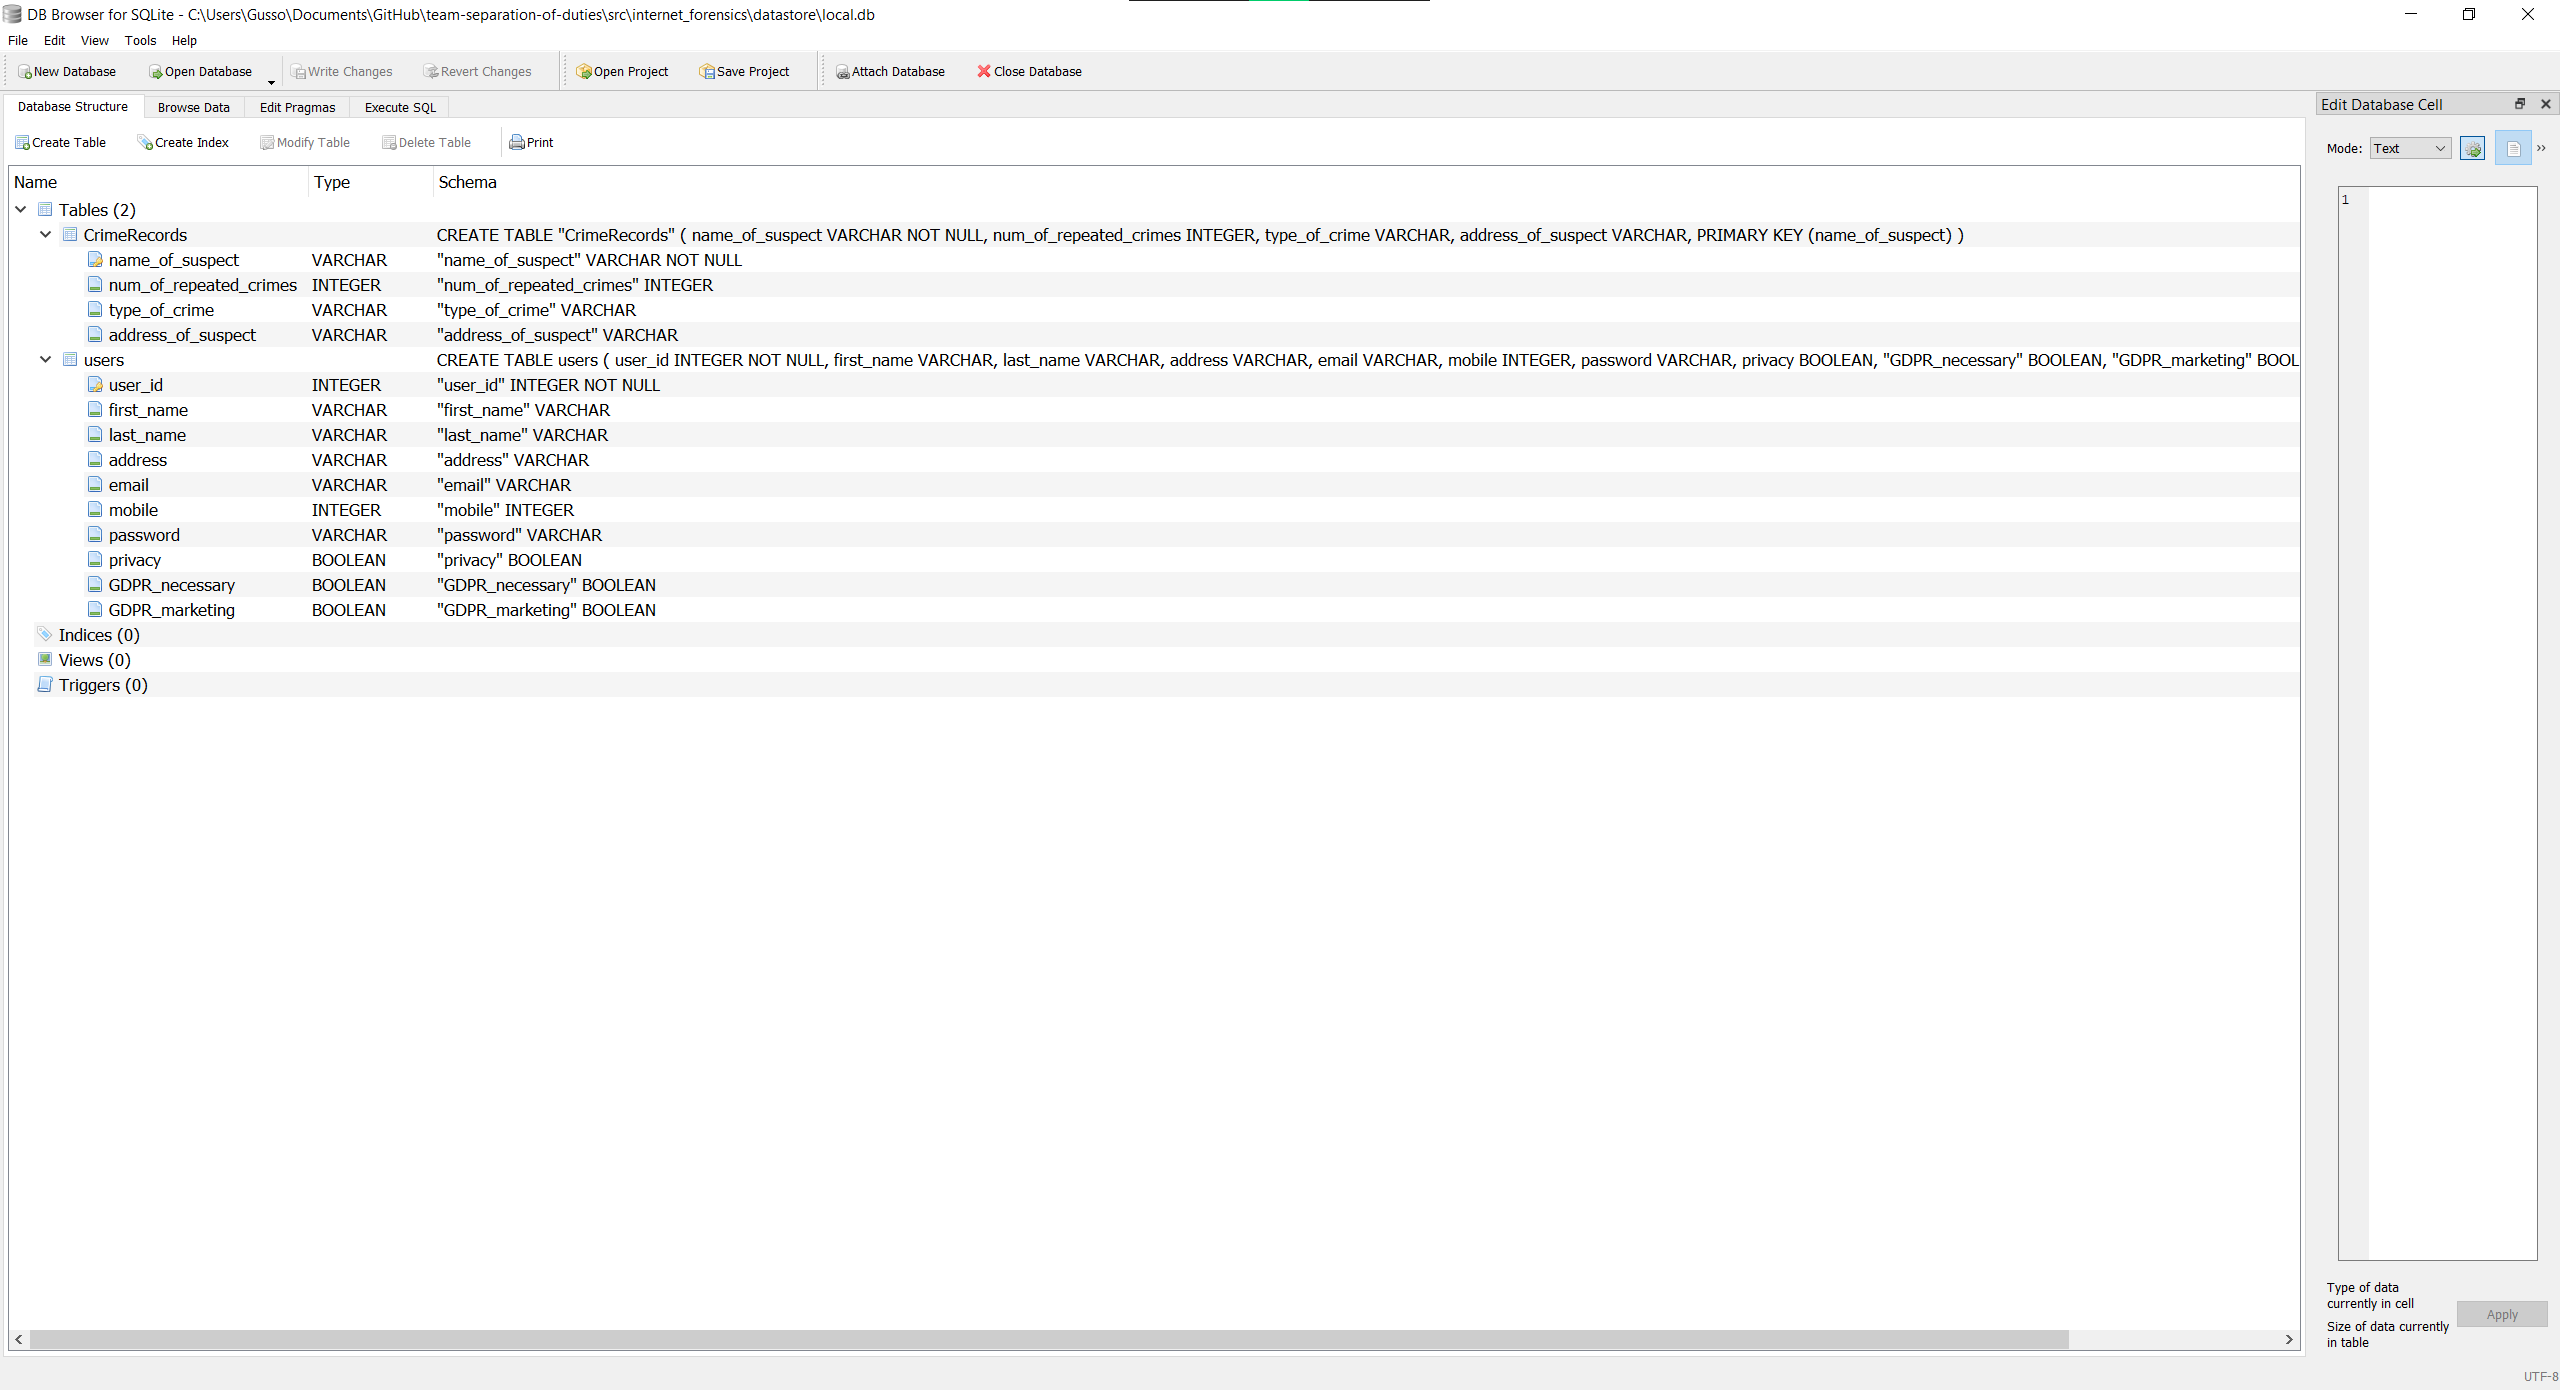 DB Browser for SQLite - C:\Users\Gusso\Documents\GitHub\team-separation-of-duties\src\internet_forensics\datastore\local.db
File Edit View Tools Help
New Database Open Database Write Changes Revert Changes Open Project Save Project Attach Database Close Database
Database Structure Browse Data Edit Pragmas Execute SQL
Create Table Create Index Modify Table Delete Table Print
Name Type Schema
Tables (2)
CrimeRecords CREATE TABLE "CrimeRecords" ( name_of_suspect VARCHAR NOT NULL, num_of_repeated_crimes INTEGER, type_of_crime VARCHAR, address_of_suspect VARCHAR, PRIMARY KEY (name_of_suspect) )
name_of_suspect VARCHAR "name_of_suspect" VARCHAR NOT NULL
num_of_repeated_crimes INTEGER "num_of_repeated_crimes" INTEGER
type_of_crime VARCHAR "type_of_crime" VARCHAR
address_of_suspect VARCHAR "address_of_suspect" VARCHAR
users CREATE TABLE users ( user_id INTEGER NOT NULL, first_name VARCHAR, last_name VARCHAR, address VARCHAR, email VARCHAR, mobile INTEGER, password VARCHAR, privacy BOOLEAN, "GDPR_necessary" BOOLEAN, "GDPR_marketing" BOOL
user_id INTEGER "user_id" INTEGER NOT NULL
first_name VARCHAR "first_name" VARCHAR
last_name VARCHAR "last_name" VARCHAR
address VARCHAR "address" VARCHAR
email VARCHAR "email" VARCHAR
mobile INTEGER "mobile" INTEGER
password VARCHAR "password" VARCHAR
privacy BOOLEAN "privacy" BOOLEAN
GDPR_necessary BOOLEAN "GDPR_necessary" BOOLEAN
GDPR_marketing BOOLEAN "GDPR_marketing" BOOLEAN
Indices (0)
Views (0)
Triggers (0)
Edit Database Cell
Mode: Text
1
Type of data
currently in cell
Size of data currently
in table
Apply
UTF-8